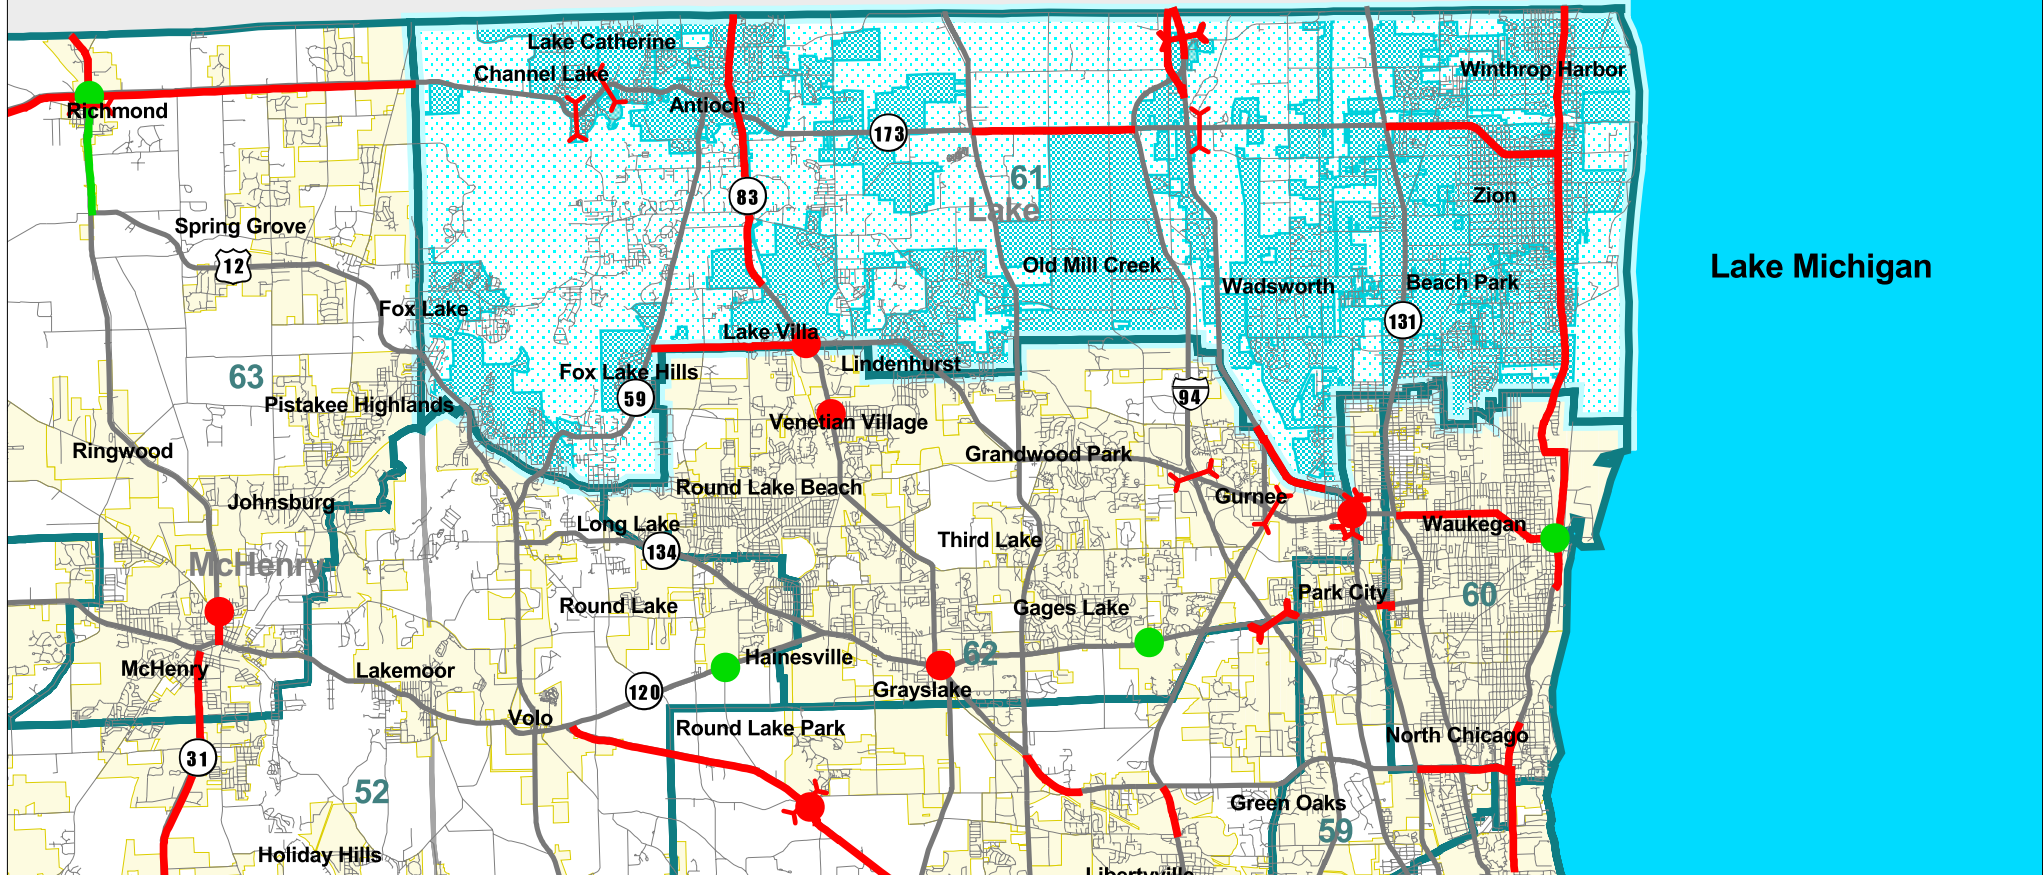 Lake Catherine
Channel Lake
Winthrop Harbor
Richmond
Antioch
173
61
83
Zion
Lake
Spring Grove
12
Old Mill Creek
Lake Michigan
Wadsworth
Beach Park
Fox Lake
131
Lake Villa
Lindenhurst
63
Fox Lake Hills
59
94
Pistakee Highlands
Venetian Village
Ringwood
Grandwood Park
Round Lake Beach
Gurnee
Johnsburg
Long Lake
Waukegan
134
Third Lake
McHenry
Park City
60
Round Lake
Gages Lake
62
Hainesville
McHenry
Lakemoor
120
Grayslake
Volo
Round Lake Park
North Chicago
31
52
Green Oaks
59
Holiday Hills
Libertyville